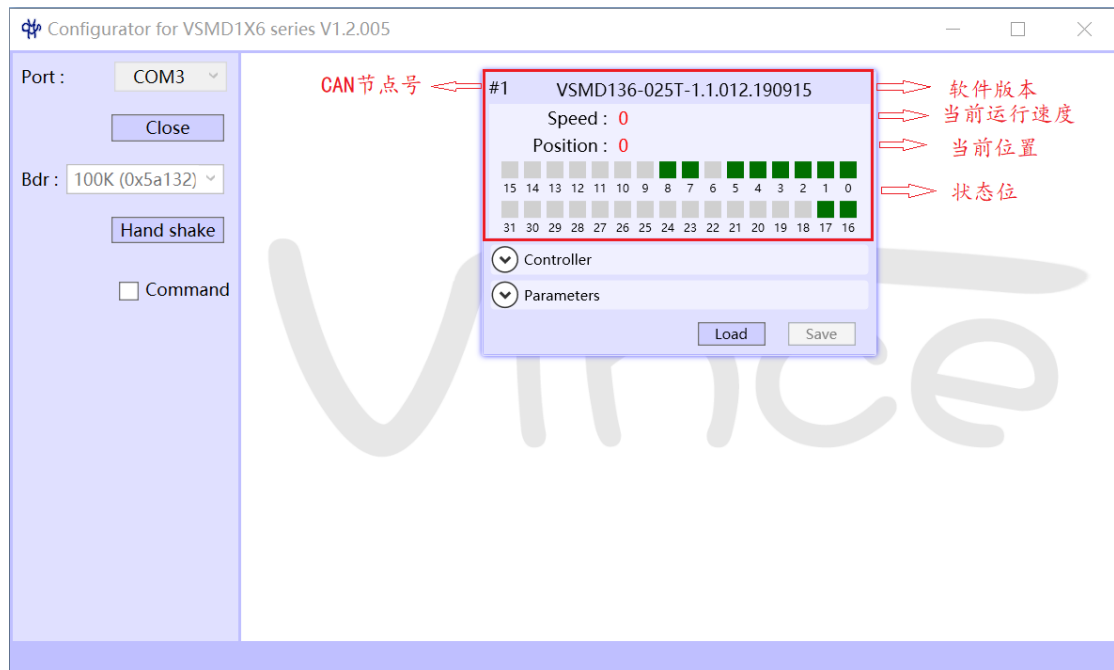 Configurator for VSMD1X6 series V1.2.005
Port :
COM3
Close
Bdr :
100K (0x5a132)
Hand shake
Command
CAN节点号
#1
VSMD136-025T-1.1.012.190915
Speed : 0
Position : 0
15 14 13 12 11 10 9 8 7 6 5 4 3 2 1 0
31 30 29 28 27 26 25 24 23 22 21 20 19 18 17 16
软件版本
当前运行速度
当前位置
状态位
Controller
Parameters
Load
Save
Vince